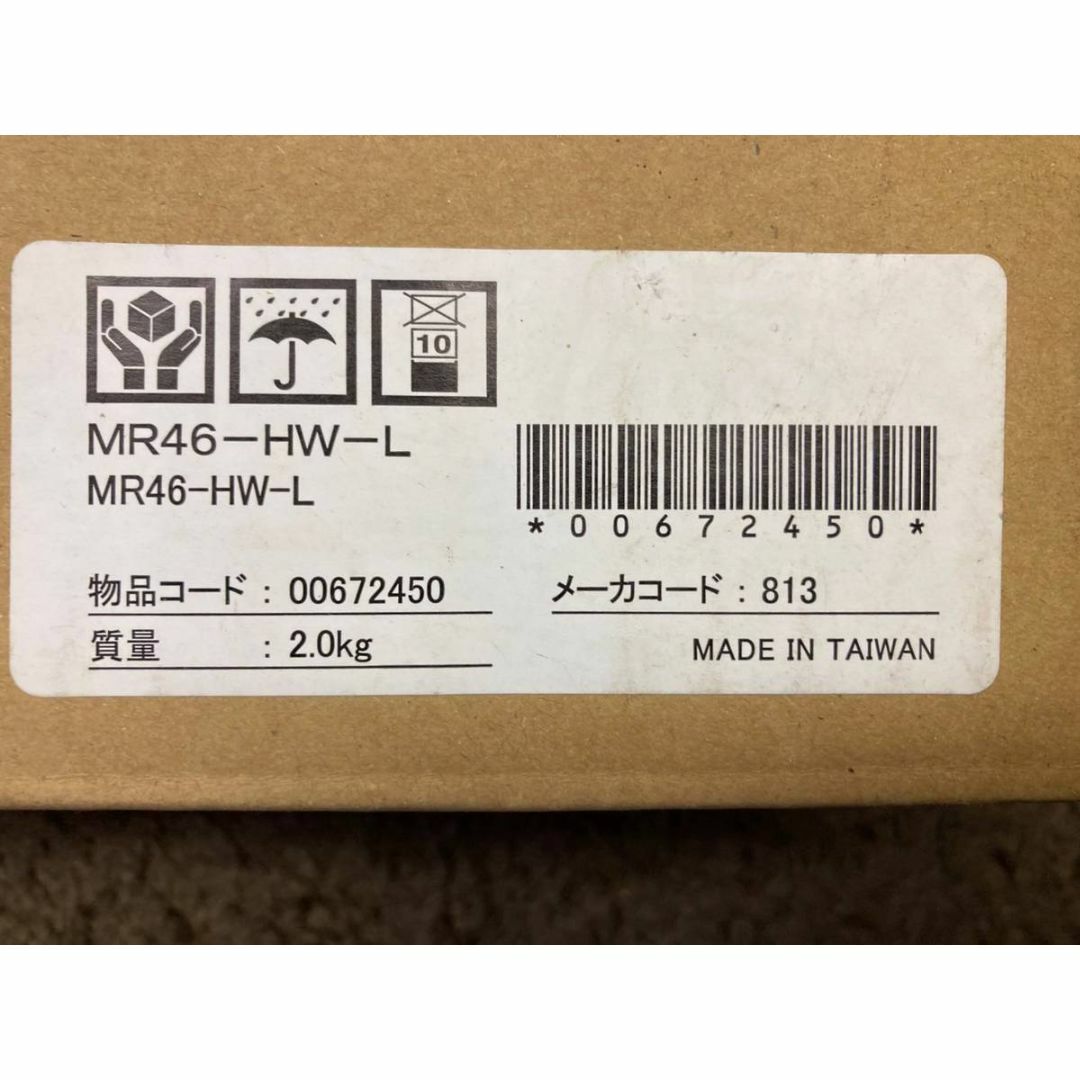 10
MR46－HW－L
MR46-HW-L
*00672450*
物品コード : 00672450
メーカコード : 813
質量 : 2.0kg
MADE IN TAIWAN